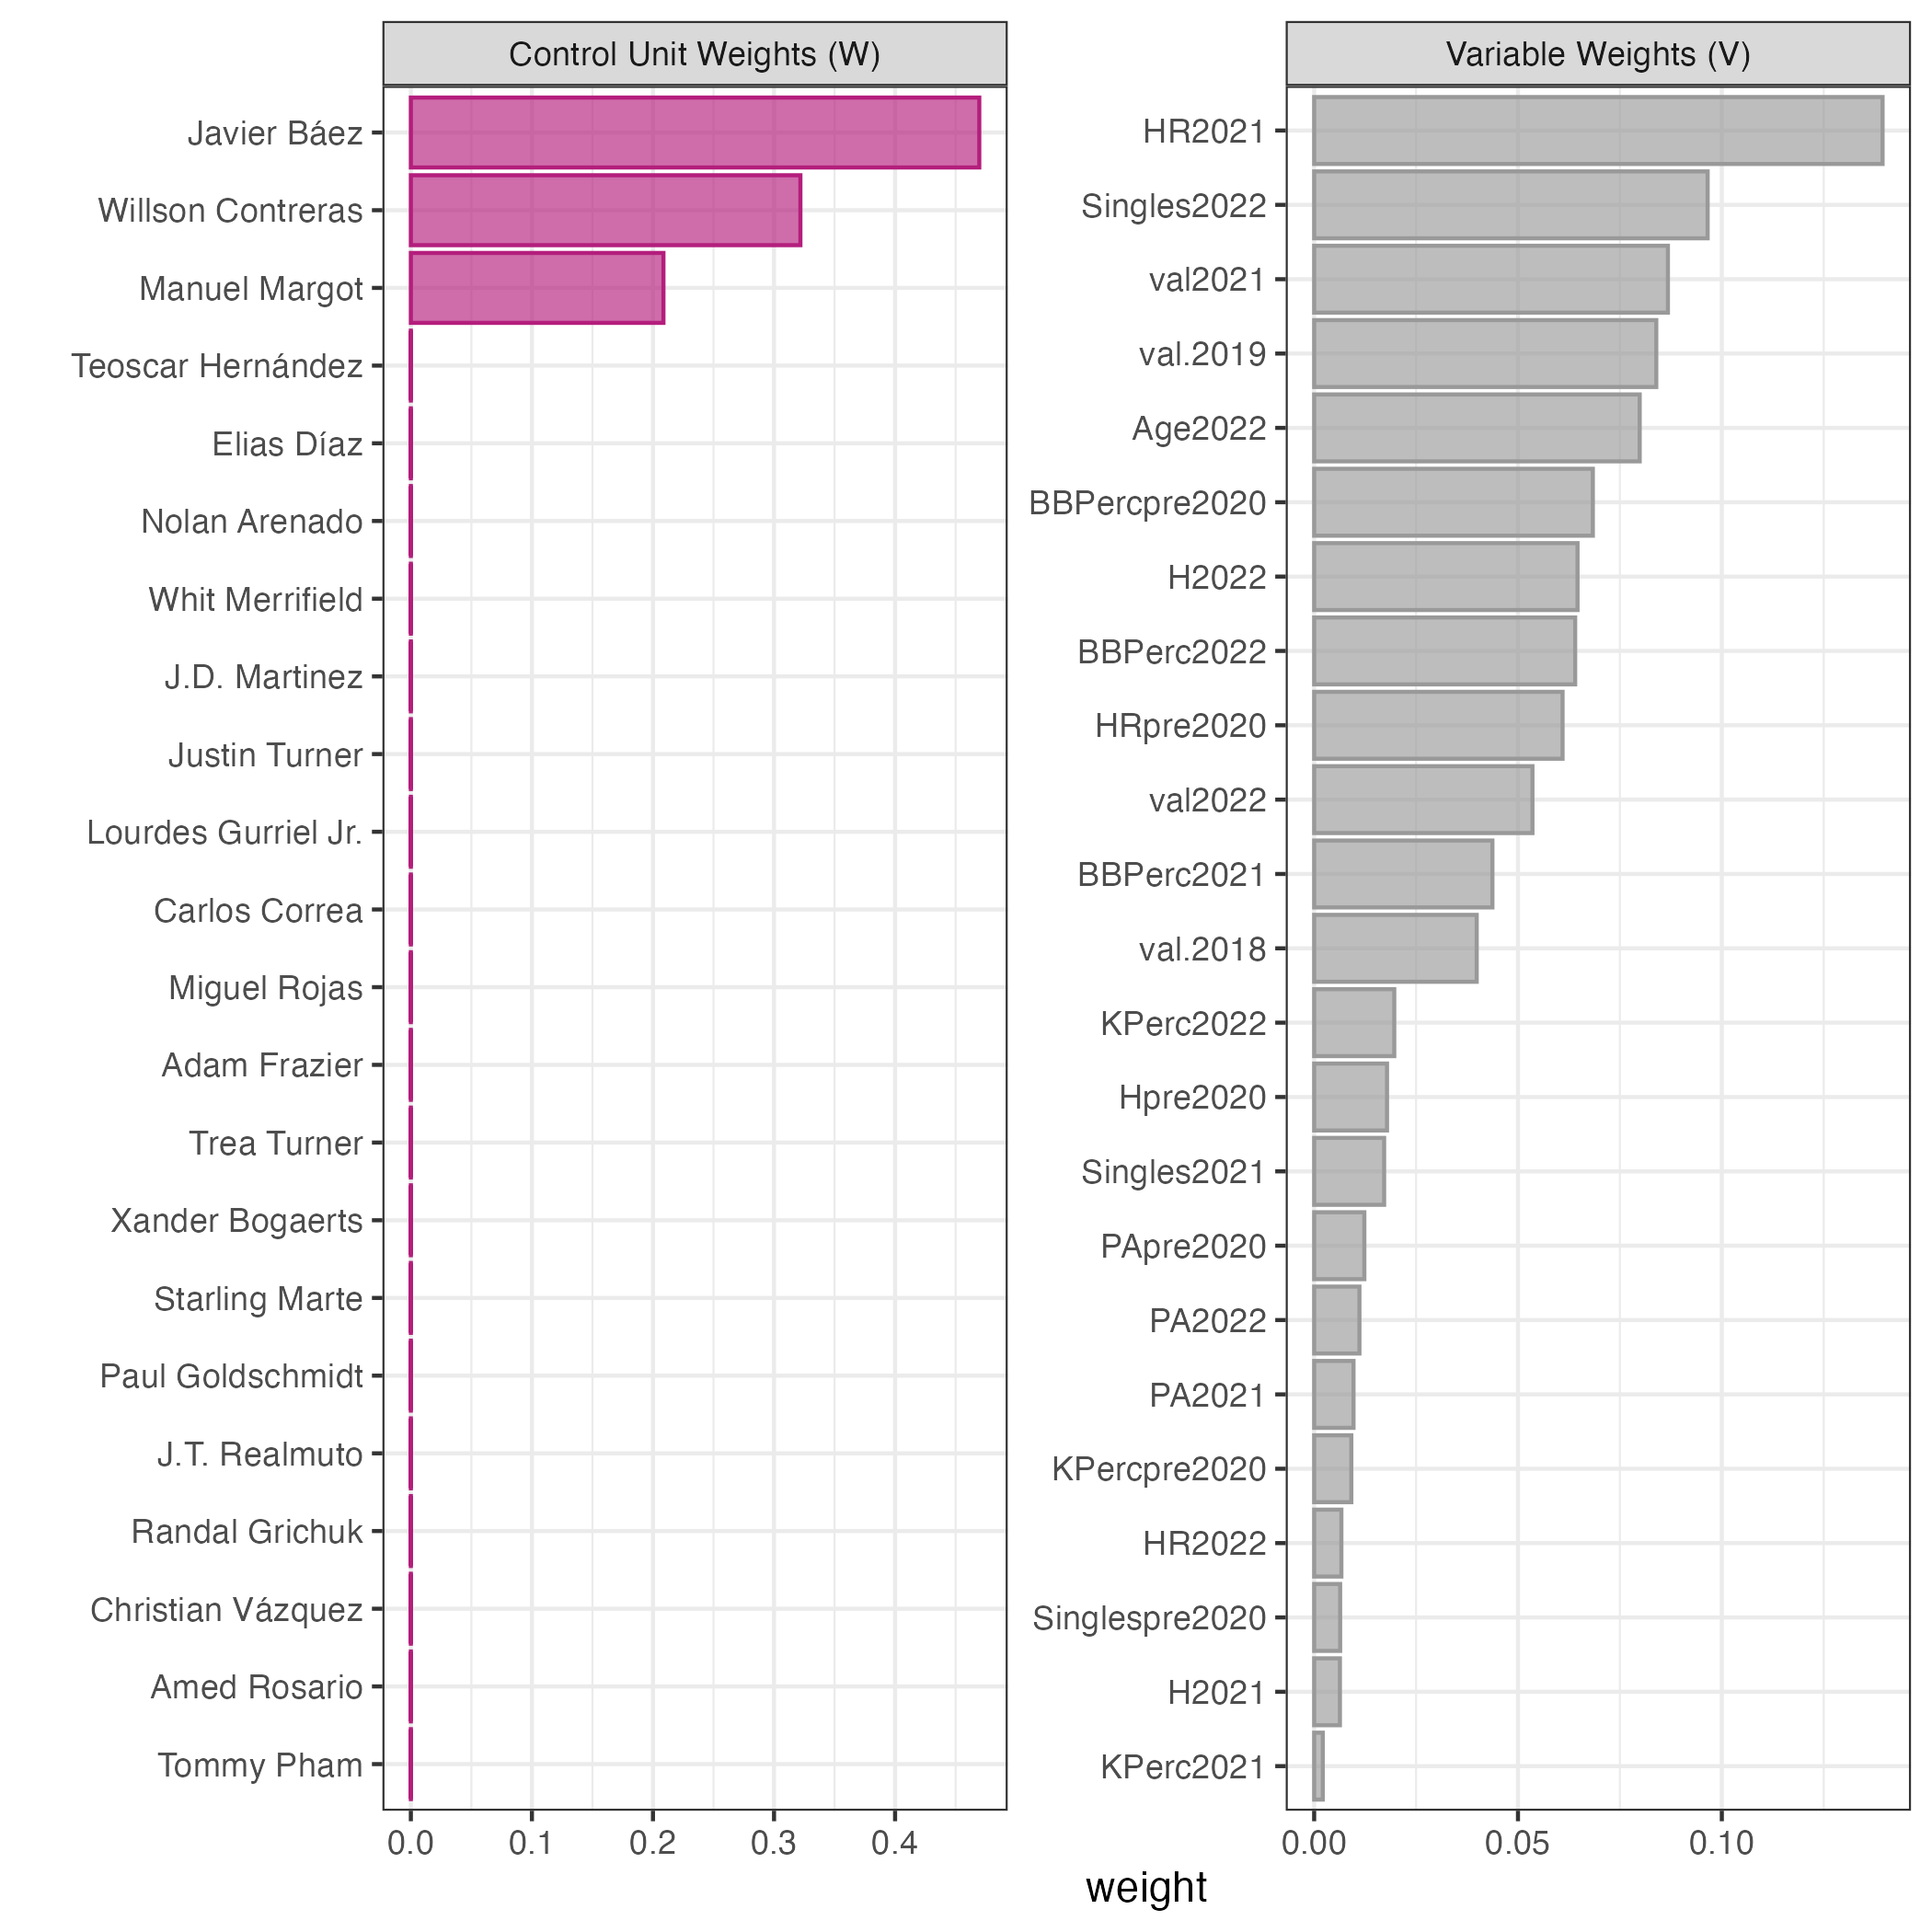 Control Unit Weights (W)
Javier Báez
Willson Contreras
Manuel Margot
Teoscar Hernández
Elias Díaz
Nolan Arenado
Whit Merrifield
J.D. Martinez
Justin Turner
Lourdes Gurriel Jr.
Carlos Correa
Miguel Rojas
Adam Frazier
Trea Turner
Xander Bogaerts
Starling Marte
Paul Goldschmidt
J.T. Realmuto
Randal Grichuk
Christian Vázquez
Amed Rosario
Tommy Pham
0.0 0.1 0.2 0.3 0.4
Variable Weights (V)
HR2021
Singles2022
val2021
val.2019
Age2022
BBPercpre2020
H2022
BBPerc2022
HRpre2020
val2022
BBPerc2021
val.2018
KPerc2022
Hpre2020
Singles2021
PApre2020
PA2022
PA2021
KPercpre2020
HR2022
Singlespre2020
H2021
KPerc2021
0.00 0.05 0.10
weight